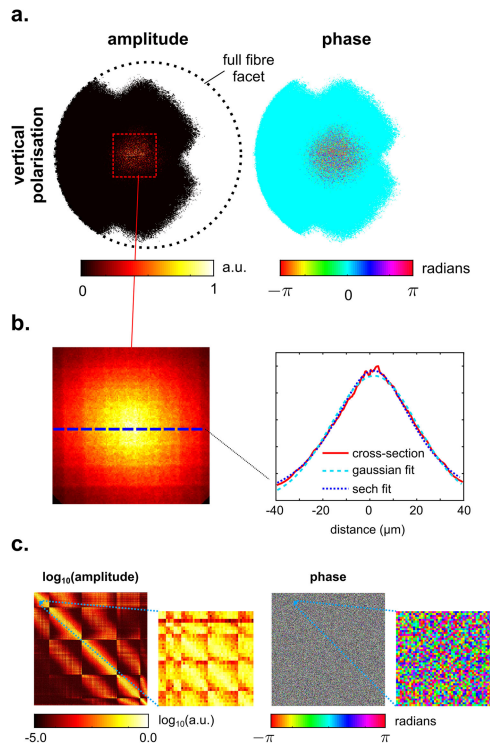 a.
amplitude
phase
full fibre
facet
vertical
polarisation
a.u.
0
1
radians
−π
0
π
b.
cross-section
gaussian fit
sech fit
-40
-20
0
20
40
distance (μm)
c.
log10(amplitude)
phase
log10(a.u.)
-5.0
0.0
radians
−π
π